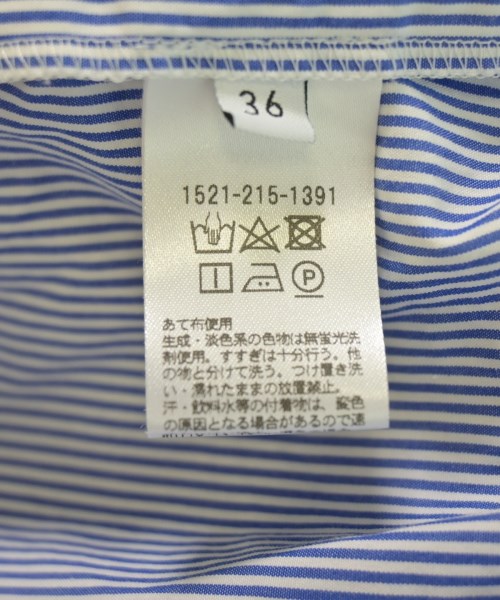 36
1521-215-1391
P
あて布使用
生成・淡色系の色物は無蛍光洗
剤使用。すすぎは十分行う。他
の物と分けて洗う。つけ置き洗
い・濡れたままの放置禁止。
汗・飲料水等の付着物は、変色
の原因となる場合があるので速